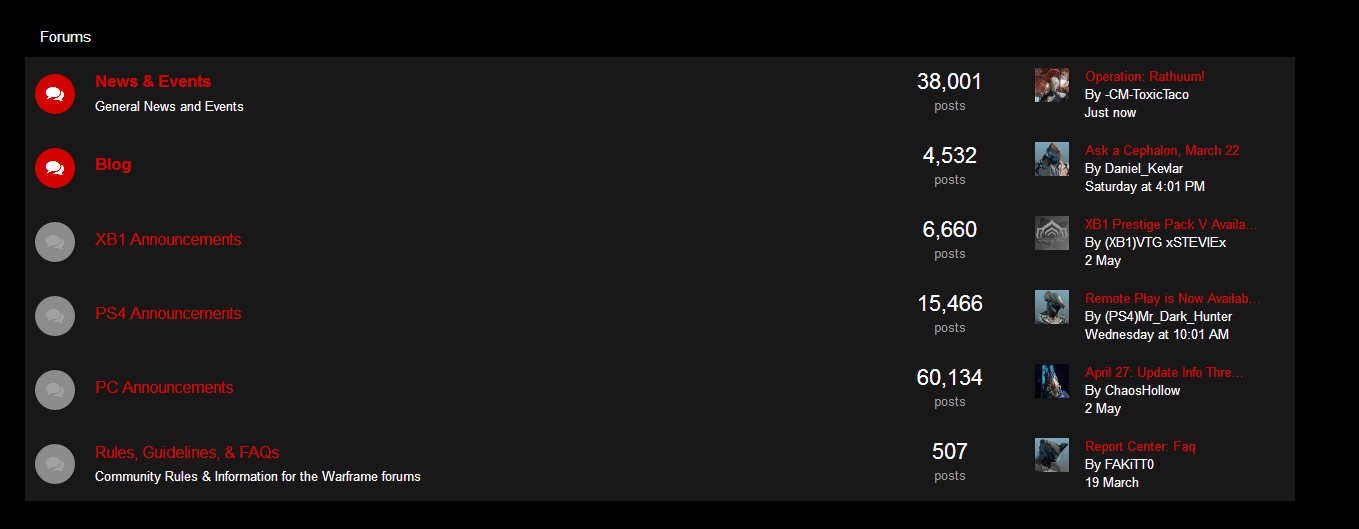 Forums
News & Events
General News and Events
38,001
posts
Operation: Rathuum!
By -CM-ToxicTaco
Just now
Blog
4,532
posts
Ask a Cephalon, March 22
By Daniel_Kevlar
Saturday at 4:01 PM
XB1 Announcements
6,660
posts
XB1 Prestige Pack V Availa...
By (XB1)VTG xSTEVIEx
2 May
PS4 Announcements
15,466
posts
Remote Play is Now Availab...
By (PS4)Mr_Dark_Hunter
Wednesday at 10:01 AM
PC Announcements
60,134
posts
April 27: Update Info Thre...
By ChaosHollow
2 May
Rules, Guidelines, & FAQs
Community Rules & Information for the Warframe forums
507
posts
Report Center: Faq
By FAKiTT0
19 March